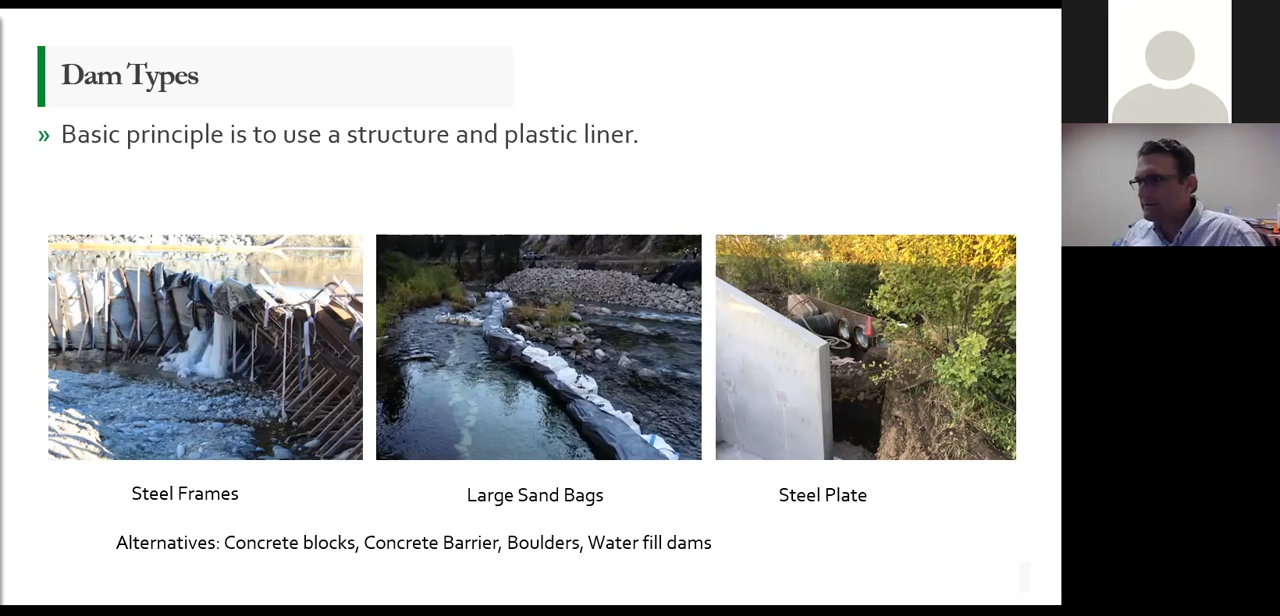 Dam Types
» Basic principle is to use a structure and plastic liner.
Steel Frames
Large Sand Bags
Steel Plate
Alternatives: Concrete blocks, Concrete Barrier, Boulders, Water fill dams